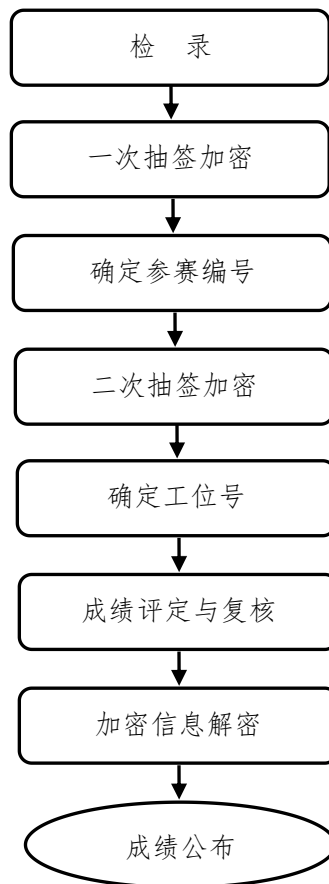 检 录
一次抽签加密
确定参赛编号
二次抽签加密
确定工位号
成绩评定与复核
加密信息解密
成绩公布